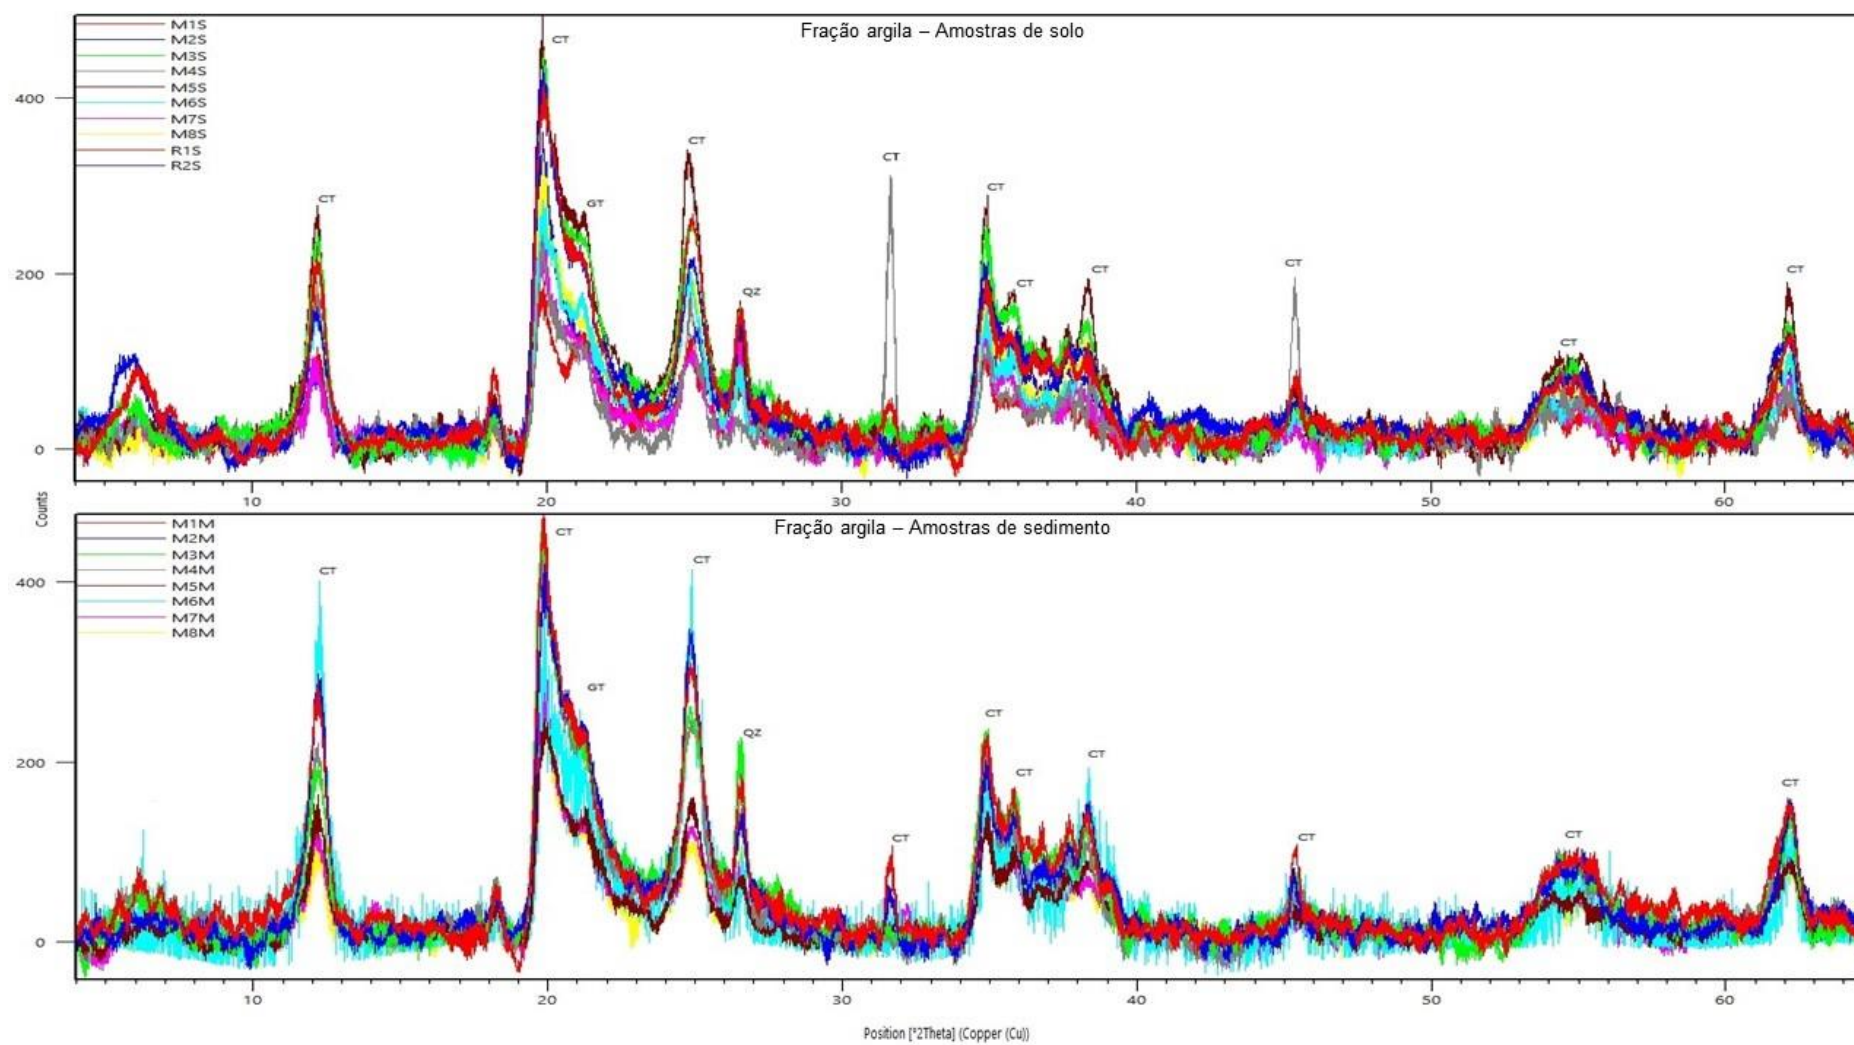 Fração argila – Amostras de solo
M1S
M2S
M3S
M4S
M5S
M6S
M7S
M8S
R1S
R2S
CT
CT
GT
CT
QZ
CT
CT
CT
CT
CT
CT
CT
400
200
0
10
20
30
40
50
60
Counts
Fração argila – Amostras de sedimento
M1M
M2M
M3M
M4M
M5M
M6M
M7M
M8M
CT
CT
GT
CT
QZ
CT
CT
CT
CT
CT
CT
CT
400
200
0
10
20
30
40
50
60
Position [°2Theta] (Copper (Cu))